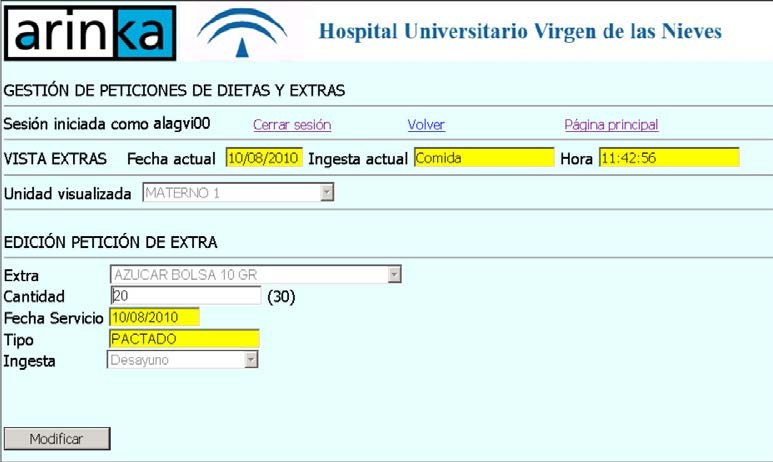 arinka
Hospital Universitario Virgen de las Nieves
GESTIÓN DE PETICIONES DE DIETAS Y EXTRAS
Sesión iniciada como alagvi00 Cerrar sesión Volver Página principal
VISTA EXTRAS Fecha actual 10/08/2010 Ingesta actual Comida Hora 11:42:56
Unidad visualizada MATERNO 1
EDICIÓN PETICIÓN DE EXTRA
Extra AZUCAR BOLSA 10 GR
Cantidad 20 (30)
Fecha Servicio 10/08/2010
Tipo PACTADO
Ingesta Desayuno
Modificar